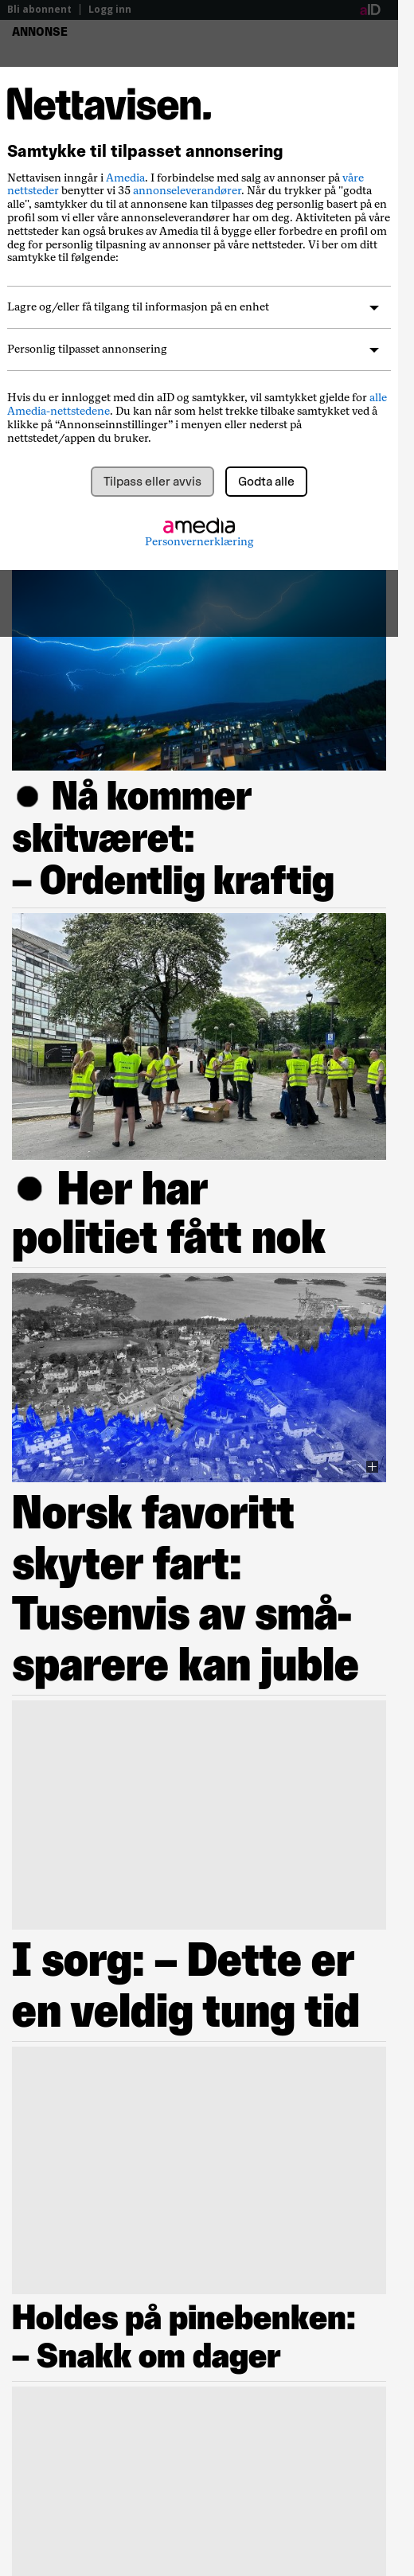 Bli abonnent | Logg inn
aID
ANNONSE
Nettavisen.
Samtykke til tilpasset annonsering
Nettavisen inngår i Amedia. I forbindelse med salg av annonser på våre
nettsteder benytter vi 35 annonseleverandører. Når du trykker på "godta
alle", samtykker du til at annonsene kan tilpasses deg personlig basert på en
profil som vi eller våre annonseleverandører har om deg. Aktiviteten på våre
nettsteder kan også brukes av Amedia til å bygge eller forbedre en profil om
deg for personlig tilpasning av annonser på våre nettsteder. Vi ber om ditt
samtykke til følgende:
Lagre og/eller få tilgang til informasjon på en enhet
Personlig tilpasset annonsering
Hvis du er innlogget med din aID og samtykker, vil samtykket gjelde for alle
Amedia-nettstedene. Du kan når som helst trekke tilbake samtykket ved å
klikke på “Annonseinnstillinger” i menyen eller nederst på
nettstedet/appen du bruker.
Tilpass eller avvis
Godta alle
amedia
Personvernerklæring
● Nå kommer
skitværet:
– Ordentlig kraftig
● Her har
politiet fått nok
Norsk favoritt
skyter fart:
Tusenvis av små-
sparere kan juble
I sorg: – Dette er
en veldig tung tid
Holdes på pinebenken:
– Snakk om dager